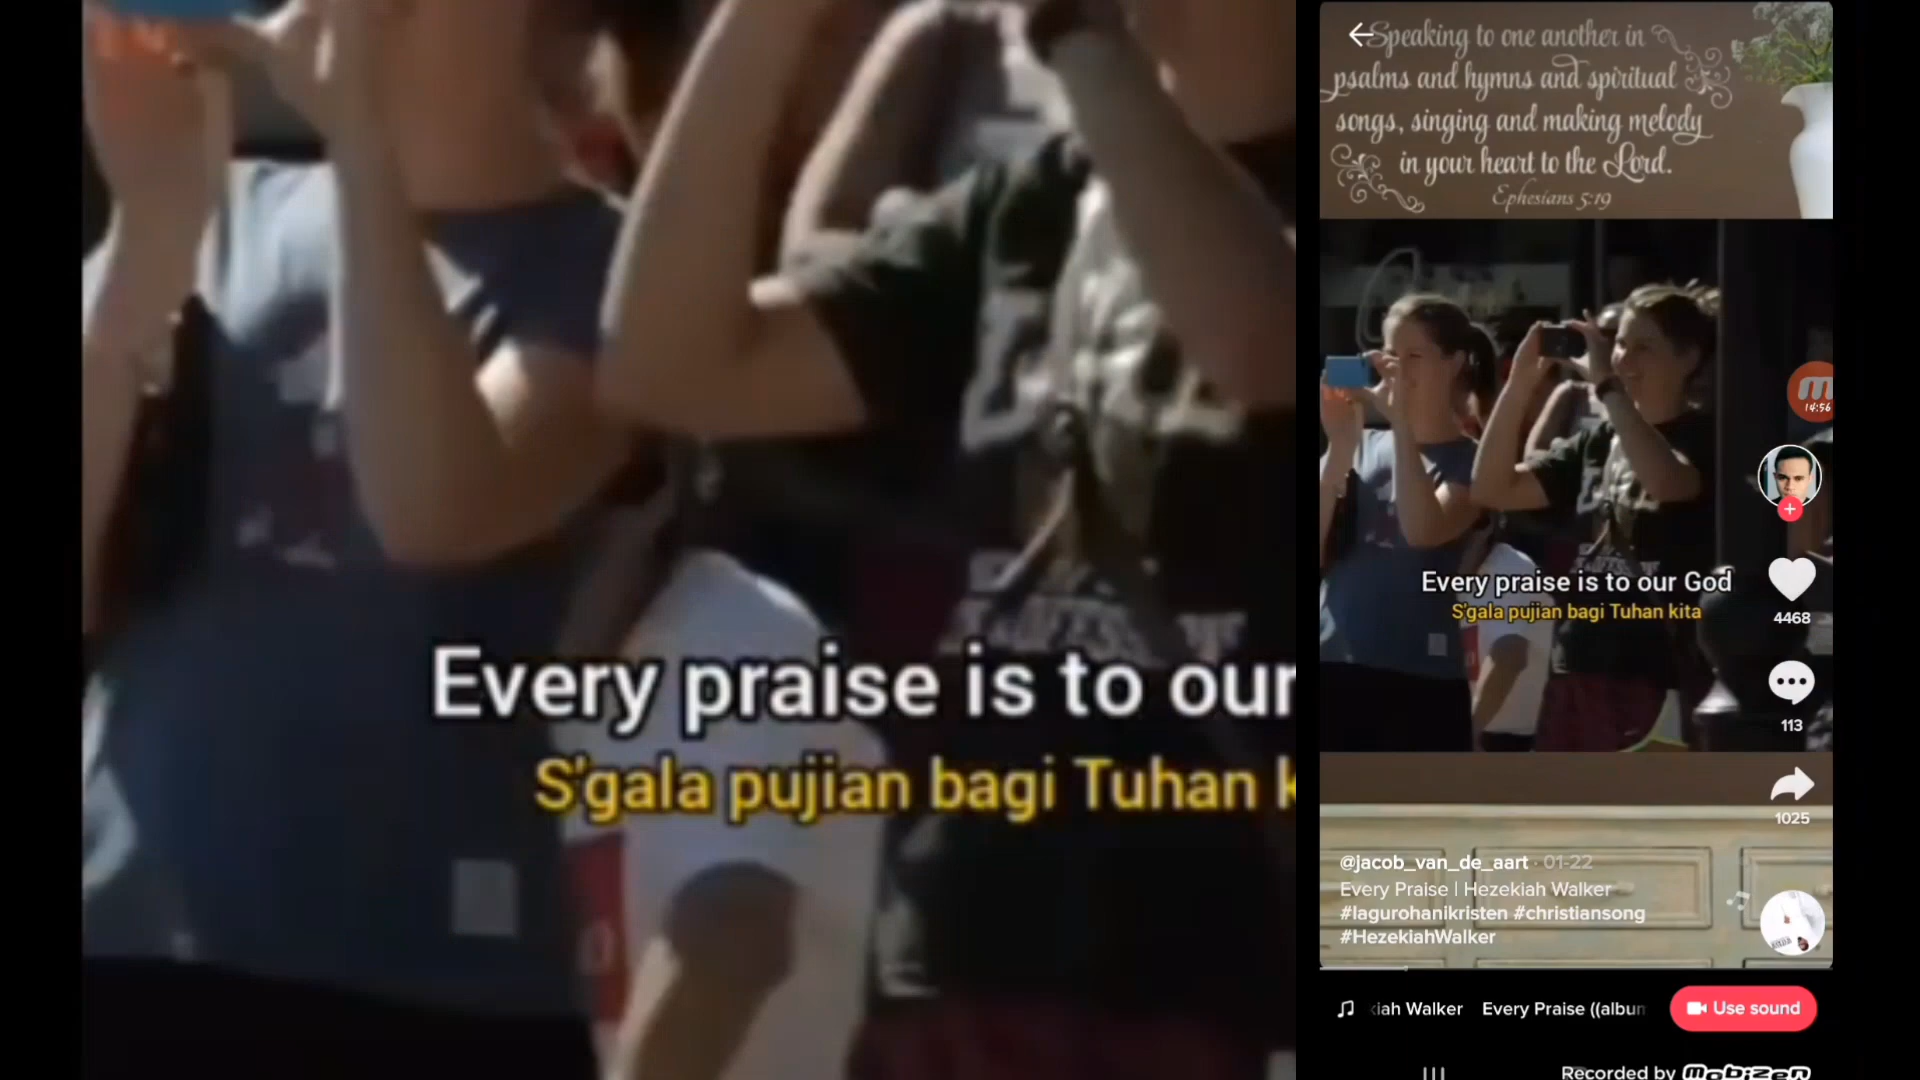 Every praise is to our
S'gala pujian bagi Tuhan
Speaking to one another in
psalms and hymns and spiritual
songs, singing and making melody
in your heart to the Lord.
Ephesians 5:19
14:56
Every praise is to our God
S'gala pujian bagi Tuhan kita
4468
113
1025
@jacob_van_de_aart · 01-22
Every Praise | Hezekiah Walker
#lagurohanikristen #christiansong
#HezekiahWalker
kiah Walker Every Praise ((album
Use sound
Recorded by mobizen